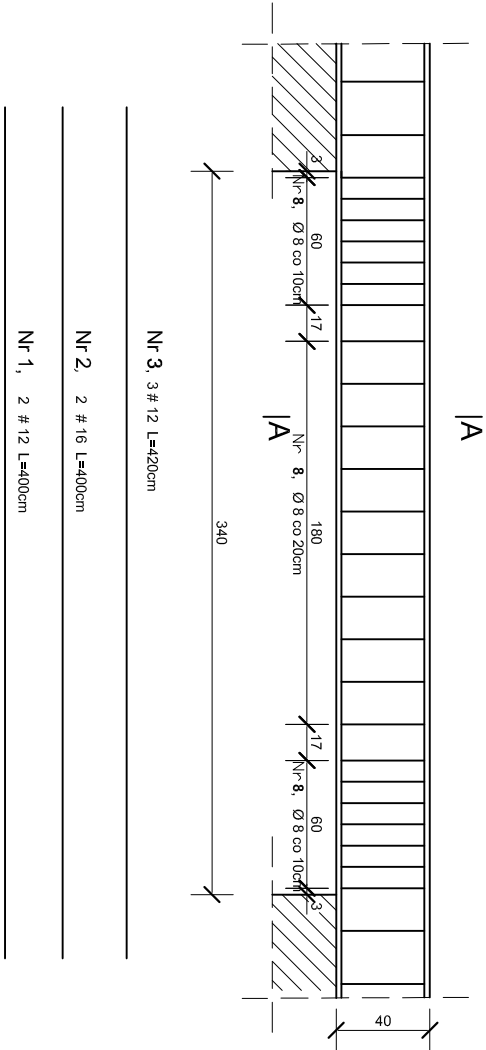 A
A
3
60
17
180
17
60
3
Nr 8, Ø 8 co 10cm
Nr 8, Ø 8 co 20cm
Nr 8, Ø 8 co 10cm
340
40
Nr 3, 3 # 12 L=420cm
Nr 2, 2 # 16 L=400cm
Nr 1, 2 # 12 L=400cm